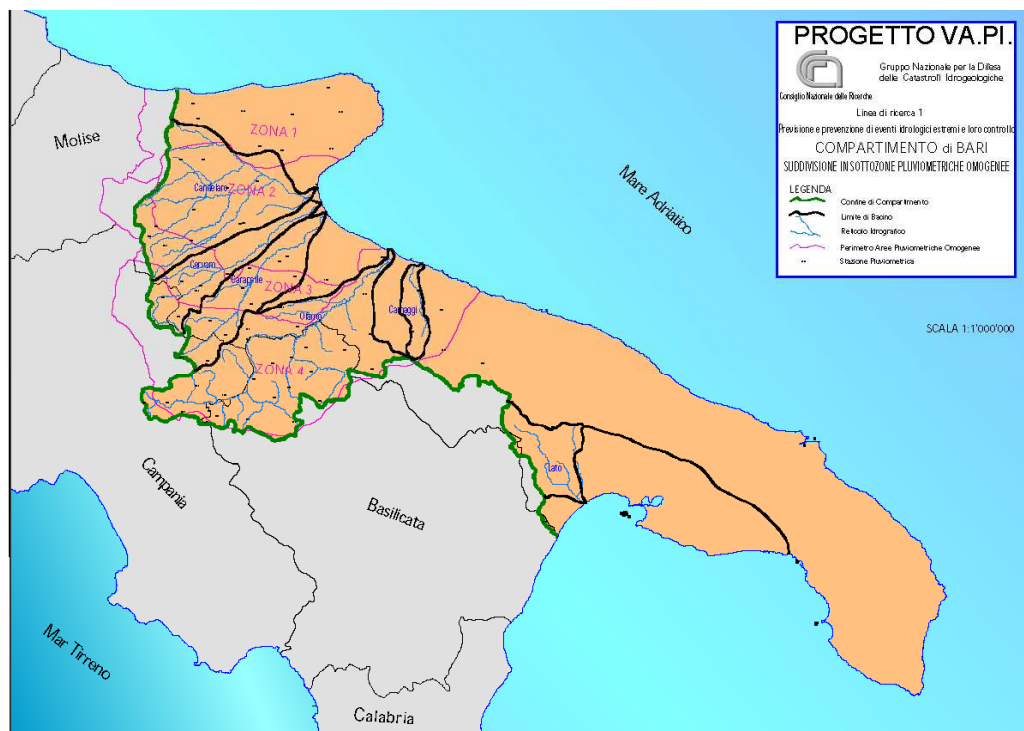 PROGETTO VA.PI.
Gruppo Nazionale per la Difesa
delle Catastrofi Idrogeologiche
Consiglio Nazionale delle Ricerche
Linea di ricerca 1
Previsione e prevenzione di eventi idrologici estremi e loro controllo
COMPARTIMENTO di BARI
SUDDIVISIONE IN SOTTOZONE PLUVIOMETRICHE OMOGENEE
LEGENDA
Confine di Compartimento
Limite di Bacino
Reticolo Idrografico
Perimetro Aree Pluviometriche Omogenee
Stazione Pluviometrica
SCALA 1:1'000'000
Molise
ZONA 1
Candelaro
ZONA 2
Mare Adriatico
Cervaro
Carapelle
ZONA 3
Ofanto
Carnaggi
ZONA 4
Campania
Basilicata
Lato
Mar Tirreno
Calabria